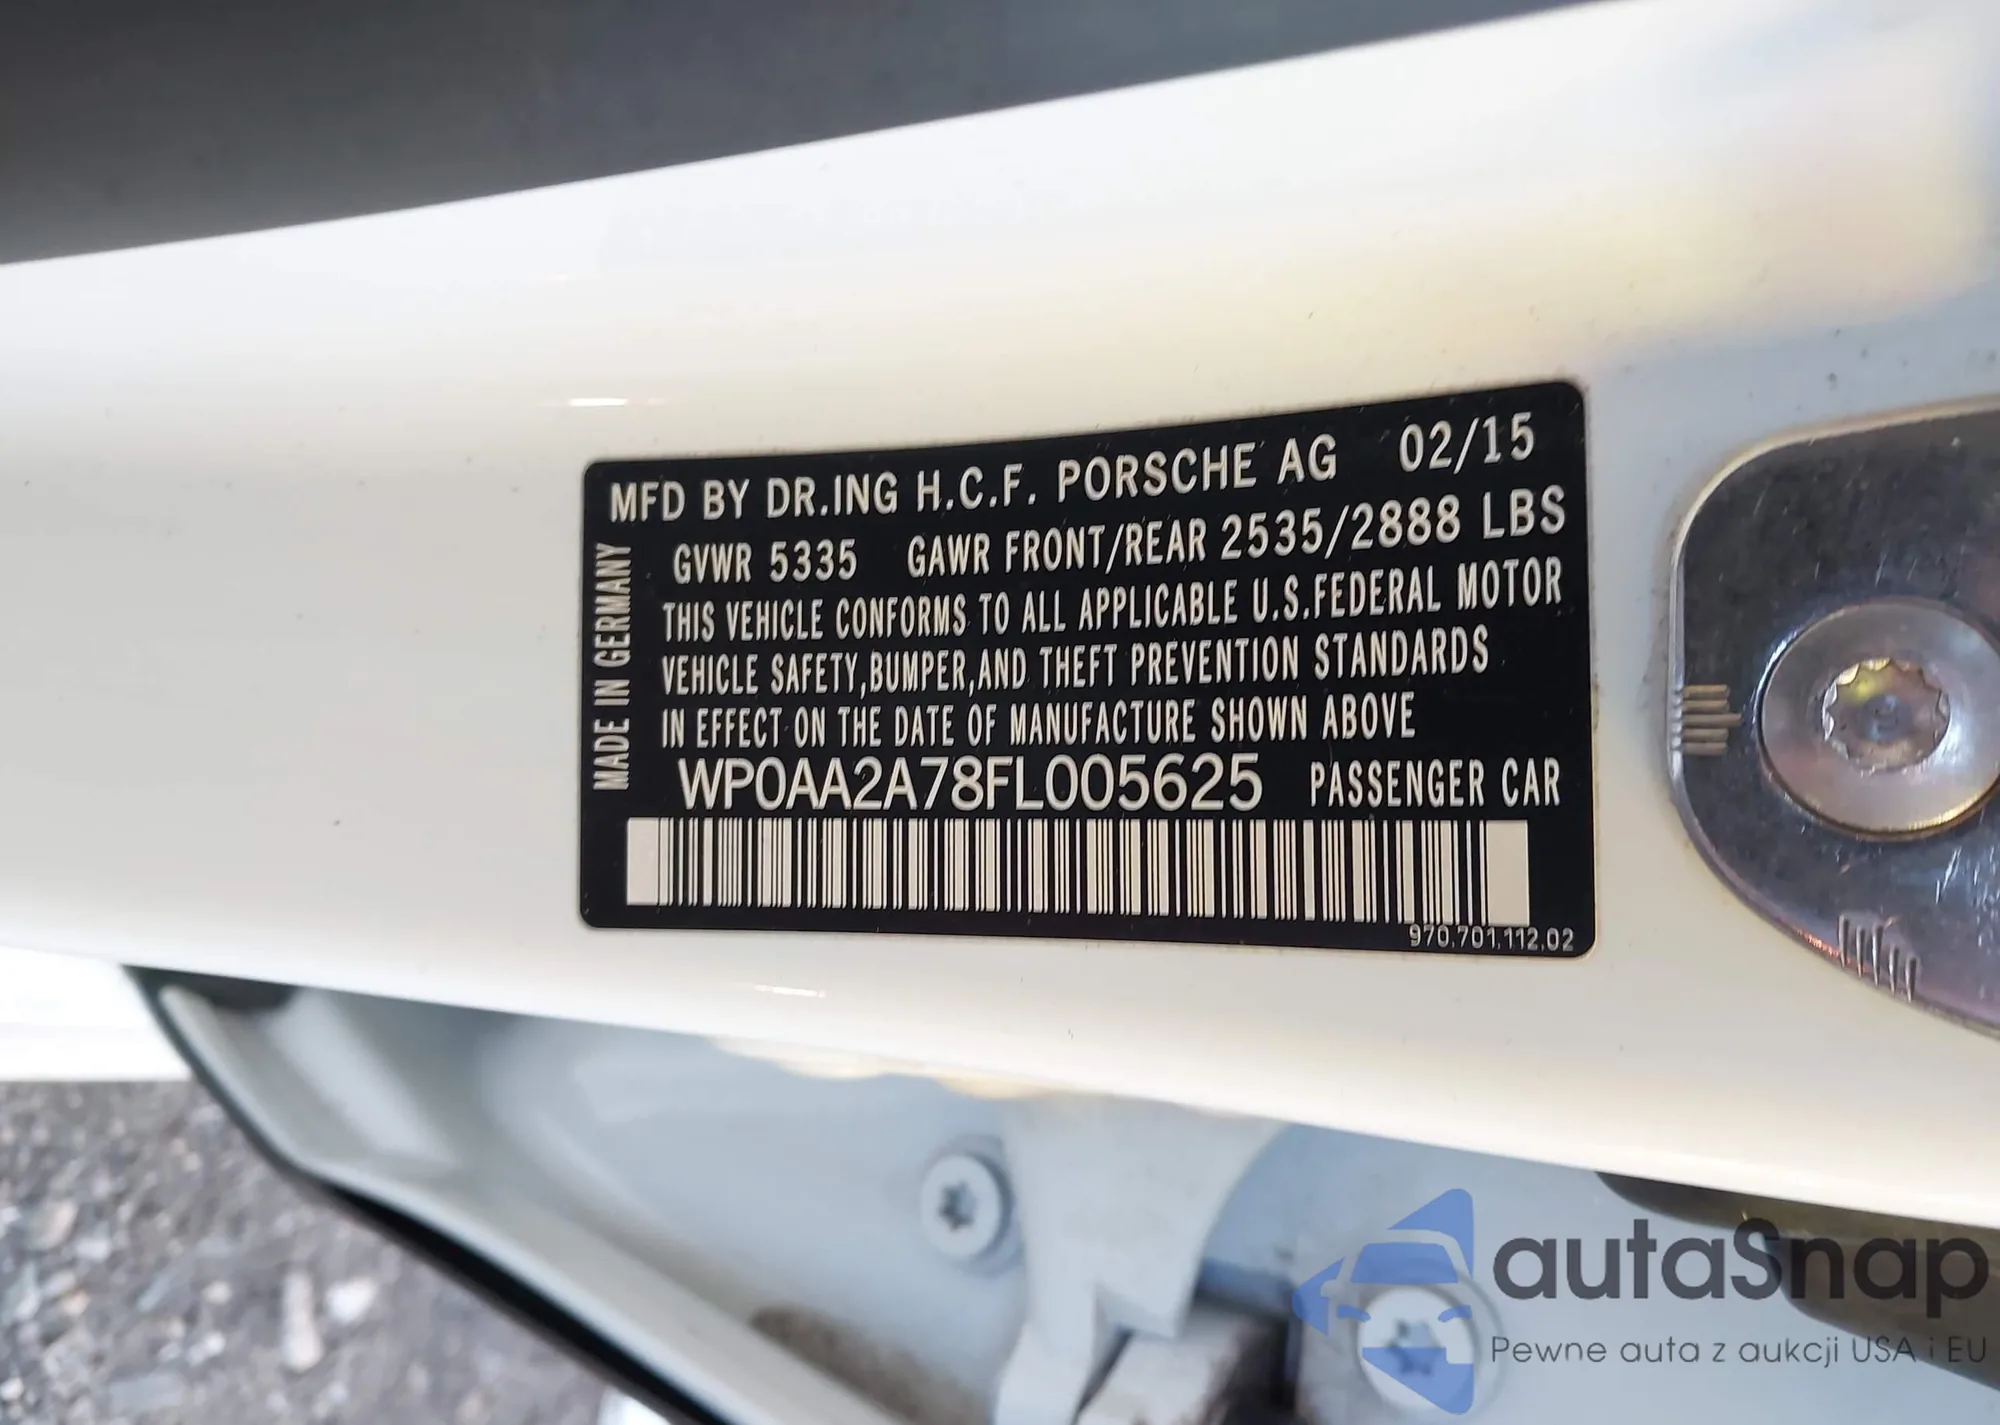 MFD BY DR.ING H.C.F. PORSCHE AG 02/15
GVWR 5335 GAWR FRONT/REAR 2535/2888 LBS
THIS VEHICLE CONFORMS TO ALL APPLICABLE U.S.FEDERAL MOTOR
VEHICLE SAFETY,BUMPER,AND THEFT PREVENTION STANDARDS
IN EFFECT ON THE DATE OF MANUFACTURE SHOWN ABOVE
WP0AA2A78FL005625 PASSENGER CAR
970.701.112.02
MADE IN GERMANY
autaSnap
Pewne auta z aukcji USA i EU